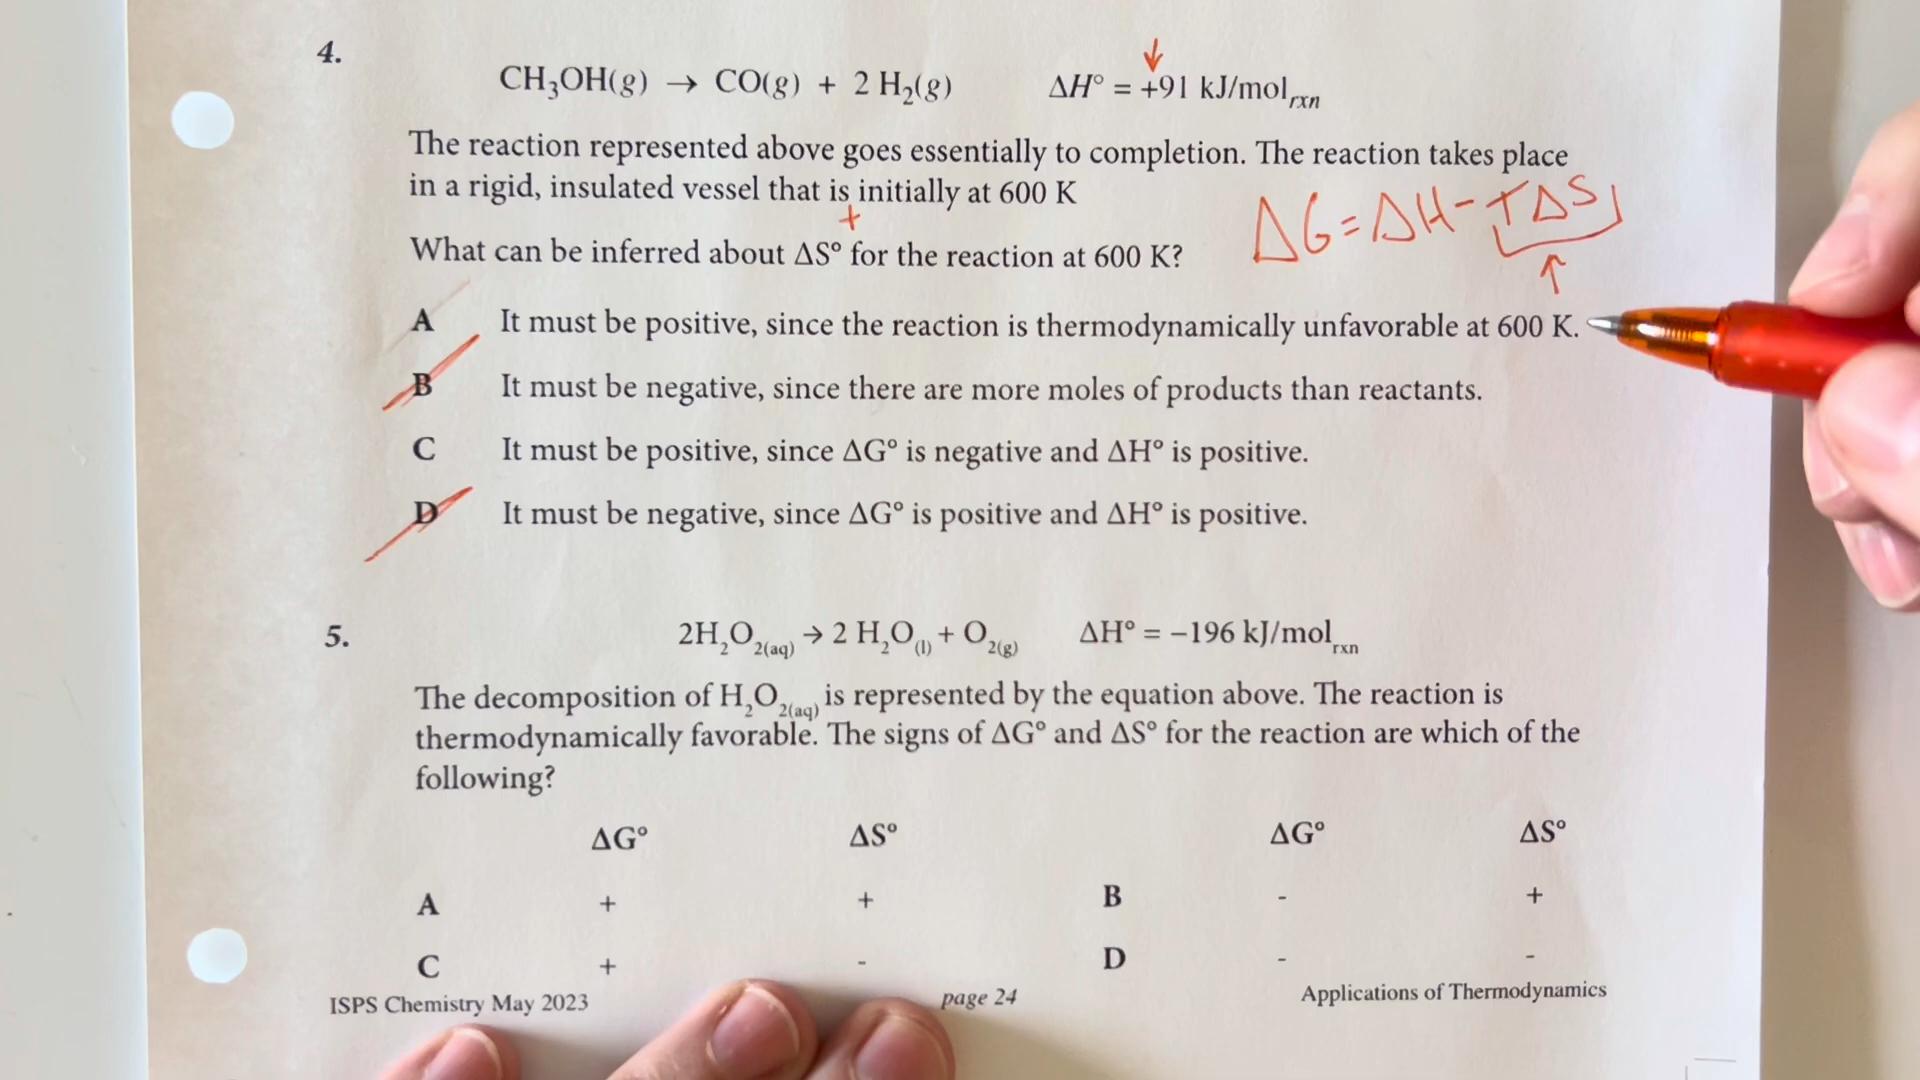 4.
CH₃OH(g) → CO(g) + 2 H₂(g) ΔH° = +91 kJ/mol_rxn
The reaction represented above goes essentially to completion. The reaction takes place
in a rigid, insulated vessel that is initially at 600 K
+
ΔG = ΔH - TΔS
What can be inferred about ΔS° for the reaction at 600 K?
A It must be positive, since the reaction is thermodynamically unfavorable at 600 K.
B It must be negative, since there are more moles of products than reactants.
C It must be positive, since ΔG° is negative and ΔH° is positive.
D It must be negative, since ΔG° is positive and ΔH° is positive.
5.
2H₂O₂(aq) → 2 H₂O(l) + O₂(g) ΔH° = −196 kJ/mol rxn
The decomposition of H₂O₂(aq) is represented by the equation above. The reaction is
thermodynamically favorable. The signs of ΔG° and ΔS° for the reaction are which of the
following?
ΔG° ΔS° ΔG° ΔS°
A + + B - +
C + - D - -
ISPS Chemistry May 2023 page 24 Applications of Thermodynamics